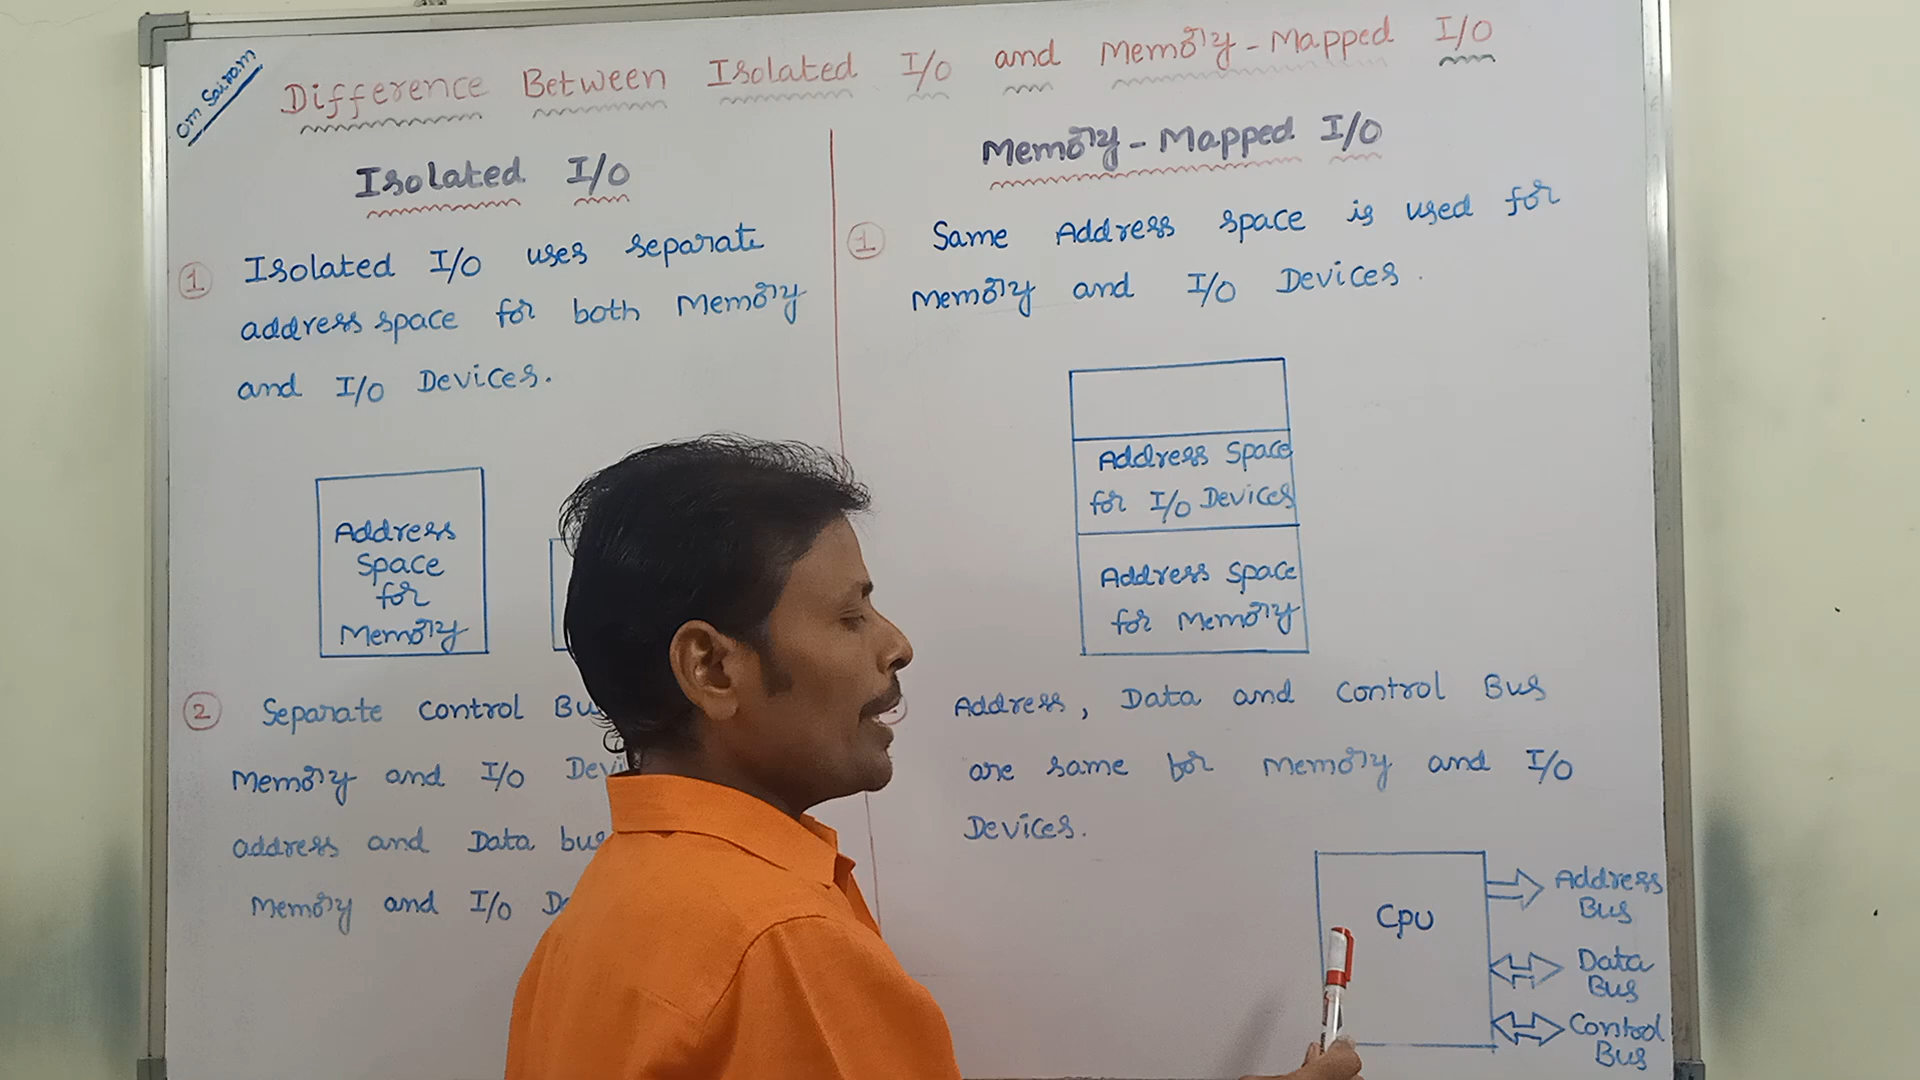 Om Sairam
Difference Between Isolated I/O and Memory-Mapped I/O
Isolated I/O
1 Isolated I/O uses separate
address space for both Memory
and I/O Devices.
Address
Space
for
Memory
2 Separate control
Memory and I/O
address and Data bus
Memory and I/O
Memory-Mapped I/O
1 Same Address space is used for
Memory and I/O Devices.
Address Space
for I/O Devices
Address Space
for Memory
Address, Data and Control Bus
are same for Memory and I/O
Devices.
CPU
Address
Bus
Data
Bus
Control
Bus